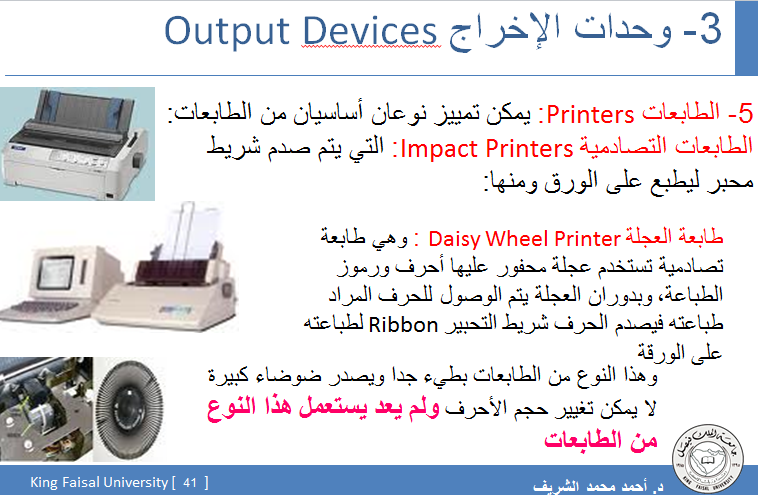 3- وحدات الإخراج Output Devices
5- الطابعات Printers: يمكن تمييز نوعان أساسيان من الطابعات:
الطابعات التصادمية Impact Printers: التي يتم صدم شريط
محبر ليطبع على الورق ومنها:
طابعة العجلة Daisy Wheel Printer : وهي طابعة
تصادمية تستخدم عجلة محفور عليها أحرف ورموز
الطباعة، وبدوران العجلة يتم الوصول للحرف المراد
طباعته فيصدم الحرف شريط التحبير Ribbon لطباعته
على الورقة
وهذا النوع من الطابعات بطيء جدا ويصدر ضوضاء كبيرة
لا يمكن تغيير حجم الأحرف ولم يعد يستعمل هذا النوع
من الطابعات
King Faisal University [ 41 ]
د. أحمد محمد الشريف